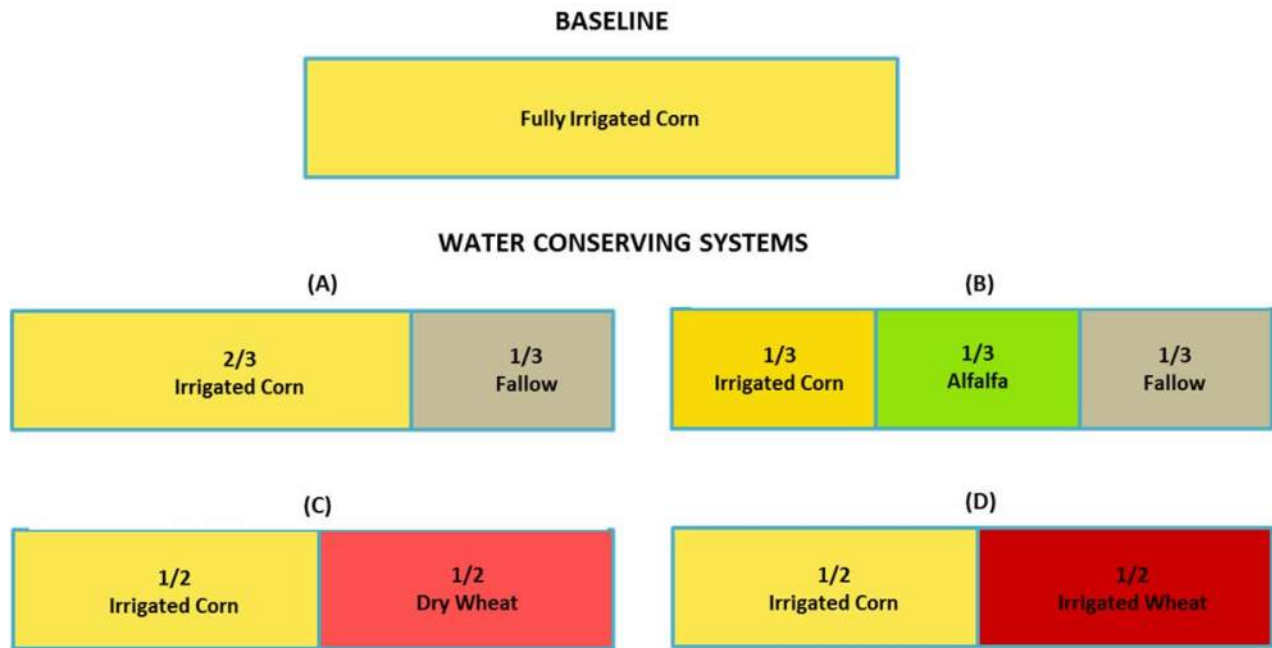 BASELINE
Fully Irrigated Corn
WATER CONSERVING SYSTEMS
(A)
2/3
Irrigated Corn
1/3
Fallow
(B)
1/3
Irrigated Corn
1/3
Alfalfa
1/3
Fallow
(C)
1/2
Irrigated Corn
1/2
Dry Wheat
(D)
1/2
Irrigated Corn
1/2
Irrigated Wheat